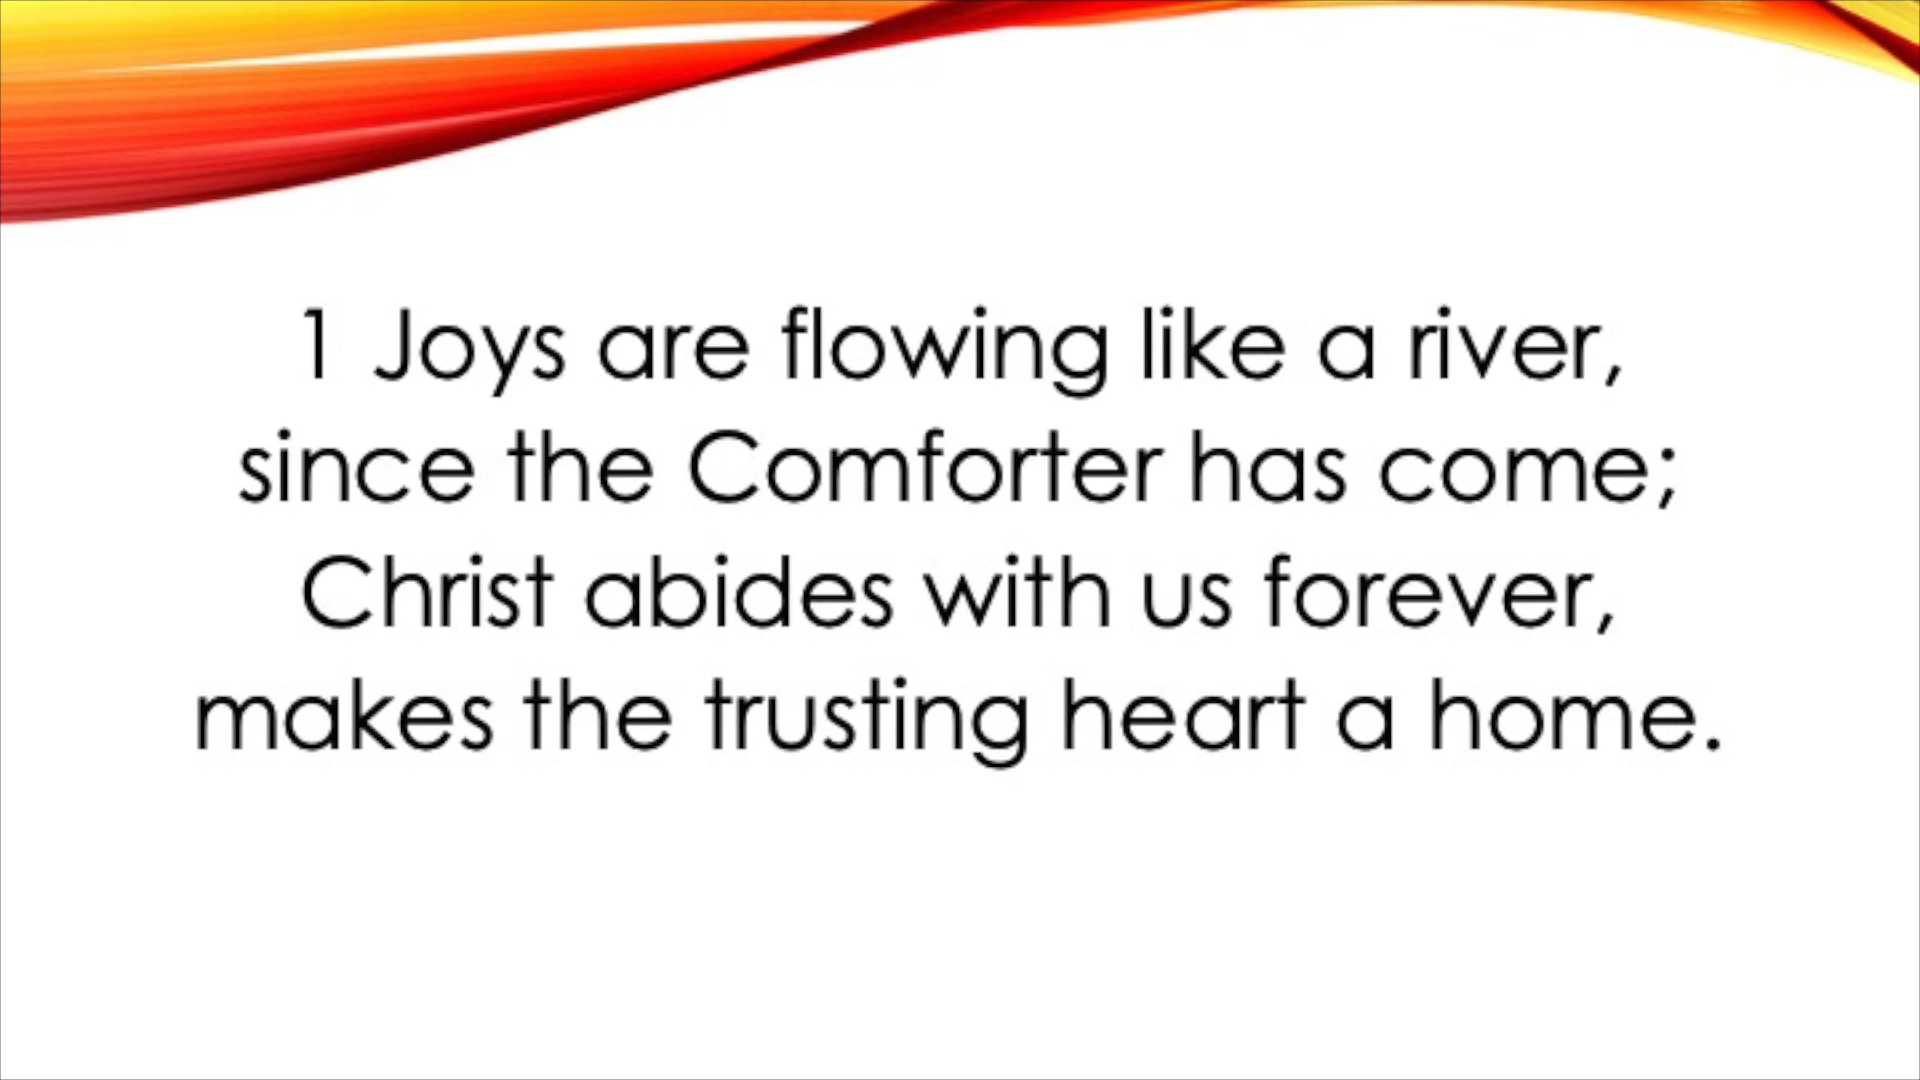 1 Joys are flowing like a river,
since the Comforter has come;
Christ abides with us forever,
makes the trusting heart a home.